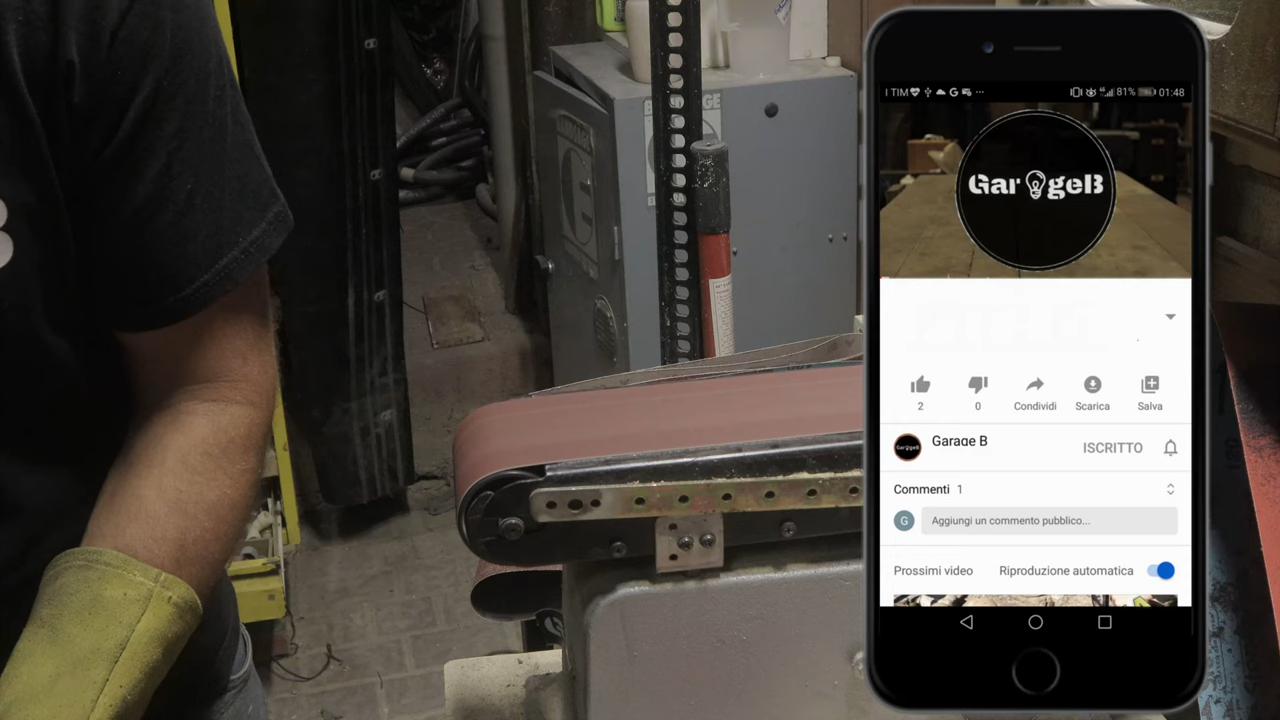 I TIM
81%
01:48
Gar geB
2
0
Condividi
Scarica
Salva
Garage B
ISCRITTO
Commenti 1
G
Aggiungi un commento pubblico...
Prossimi video
Riproduzione automatica